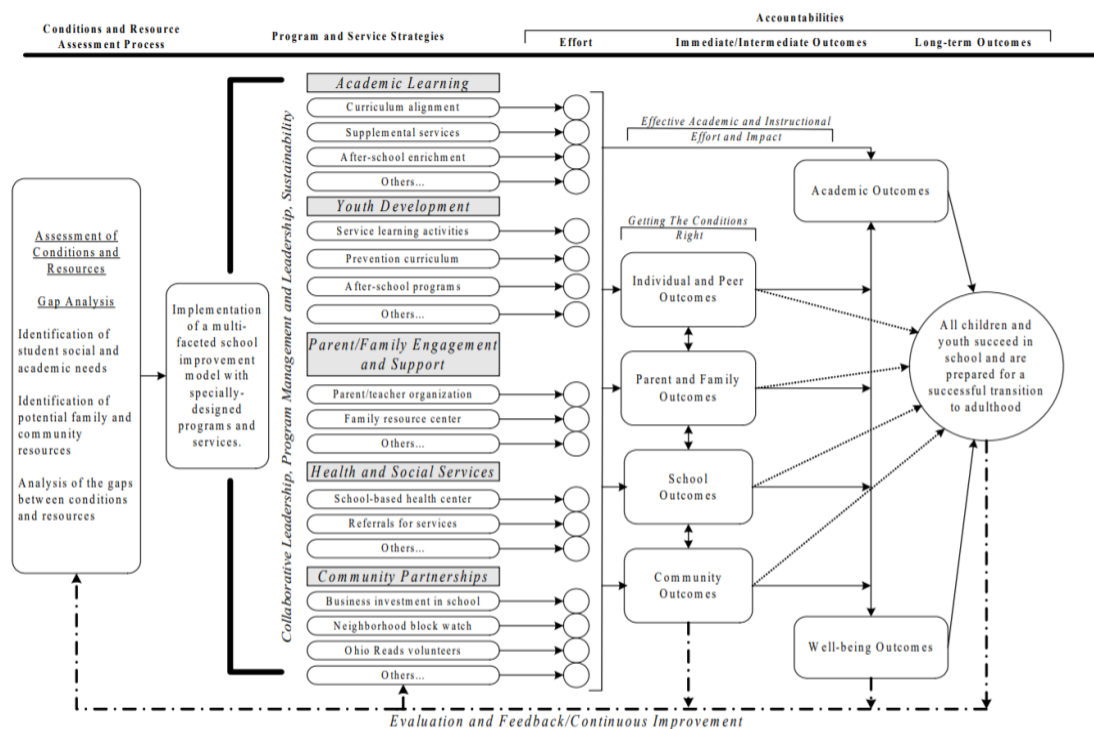 Conditions and Resource
Assessment Process
Program and Service Strategies
Accountabilities
Effort
Immediate/Intermediate Outcomes
Long-term Outcomes
Assessment of
Conditions and
Resources
Gap Analysis
Identification of
student social and
academic needs
Identification of
potential family and
community
resources
Analysis of the gaps
between conditions
and resources
Implementation
of a multi-
faceted school
improvement
model with
specially-
designed
programs and
services.
Collaborative Leadership, Program Management and Leadership, Sustainability
Academic Learning
Curriculum alignment
Supplemental services
After-school enrichment
Others...
Youth Development
Service learning activities
Prevention curriculum
After-school programs
Others...
Parent/Family Engagement
and Support
Parent/teacher organization
Family resource center
Others...
Health and Social Services
School-based health center
Referrals for services
Others...
Community Partnerships
Business investment in school
Neighborhood block watch
Ohio Reads volunteers
Others...
Effective Academic and Instructional
Effort and Impact
Getting The Conditions
Right
Individual and Peer
Outcomes
Parent and Family
Outcomes
School
Outcomes
Community
Outcomes
Academic Outcomes
Well-being Outcomes
All children and
youth succeed in
school and are
prepared for a
successful transition
to adulthood
Evaluation and Feedback/Continuous Improvement